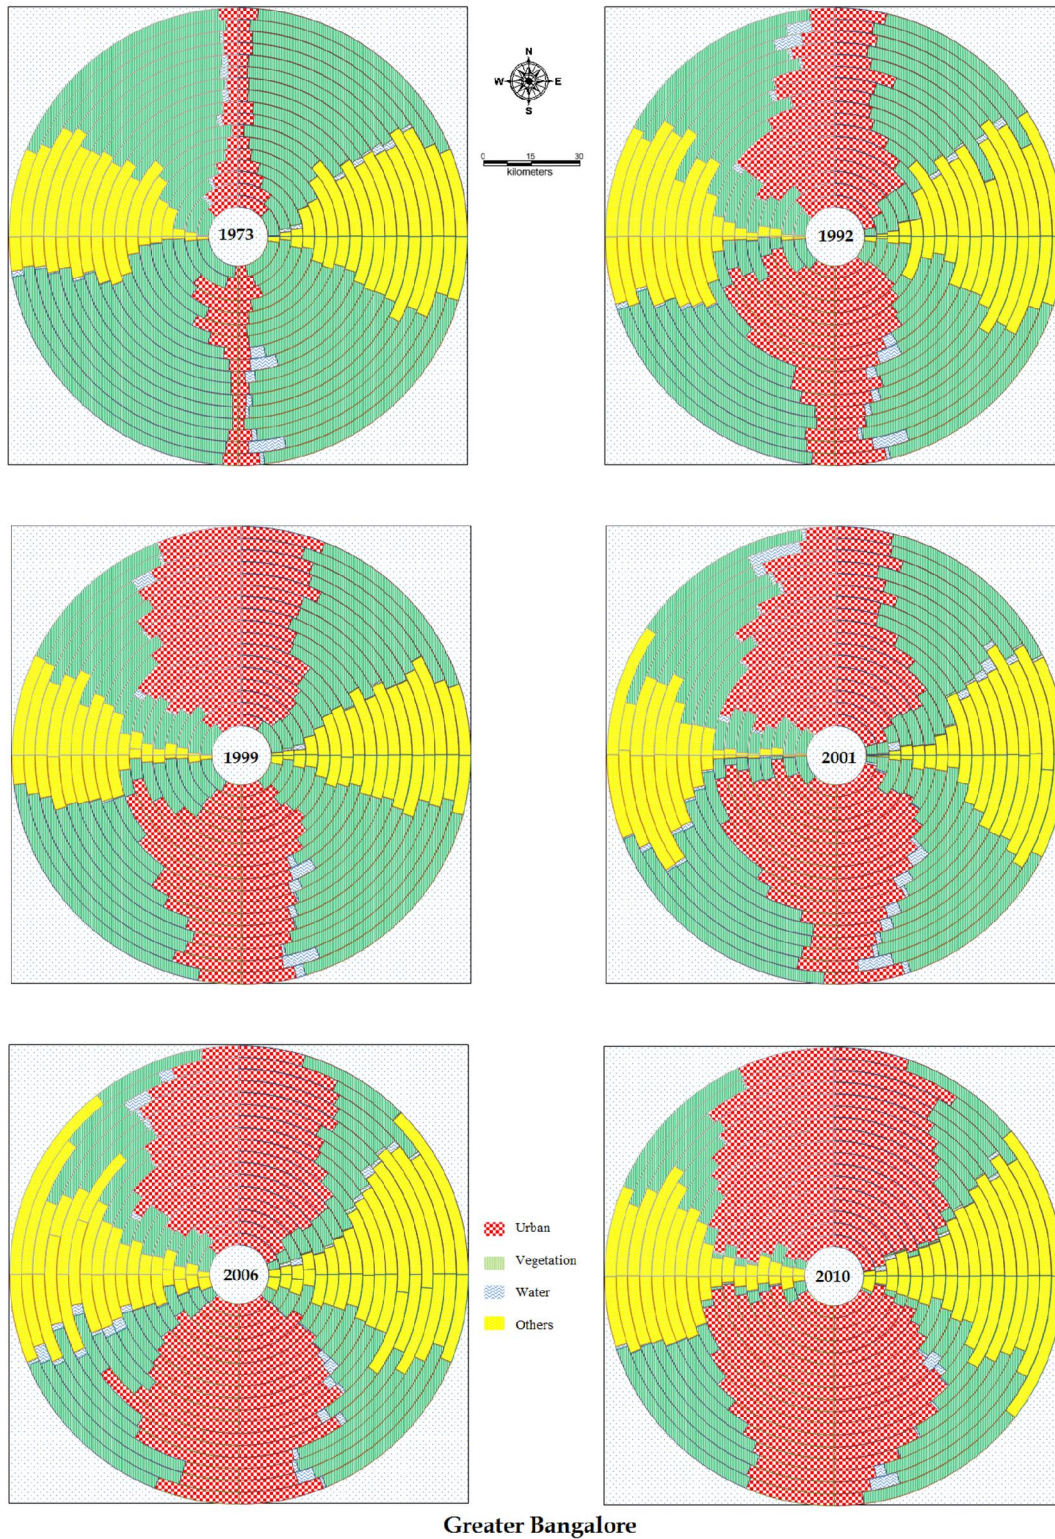 N
W E
S
0 15 30
kilometers
1973
1992
1999
2001
2006
2010
Urban
Vegetation
Water
Others
Greater Bangalore